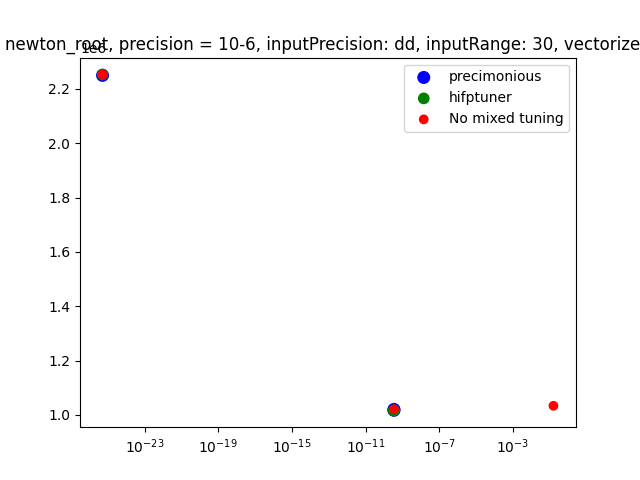 newton_root, precision = 10-6, inputPrecision: dd, inputRange: 30, vectorize
1e6
precimonious
hifptuner
No mixed tuning
2.2
2.0
1.8
1.6
1.4
1.2
1.0
10⁻²³
10⁻¹⁹
10⁻¹⁵
10⁻¹¹
10⁻⁷
10⁻³